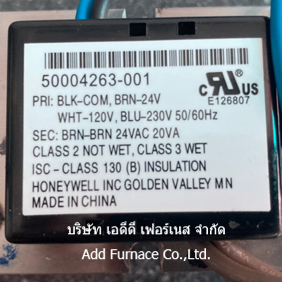 50004263-001
PRI: BLK-COM, BRN-24V
WHT-120V, BLU-230V 50/60Hz
E126807
SEC: BRN-BRN 24VAC 20VA
CLASS 2 NOT WET, CLASS 3 WET
ISC - CLASS 130 (B) INSULATION
HONEYWELL INC GOLDEN VALLEY MN
MADE IN CHINA
c RU US
บริษัท เอดีดี เฟอร์เนส จำกัด
Add Furnace Co.,Ltd.